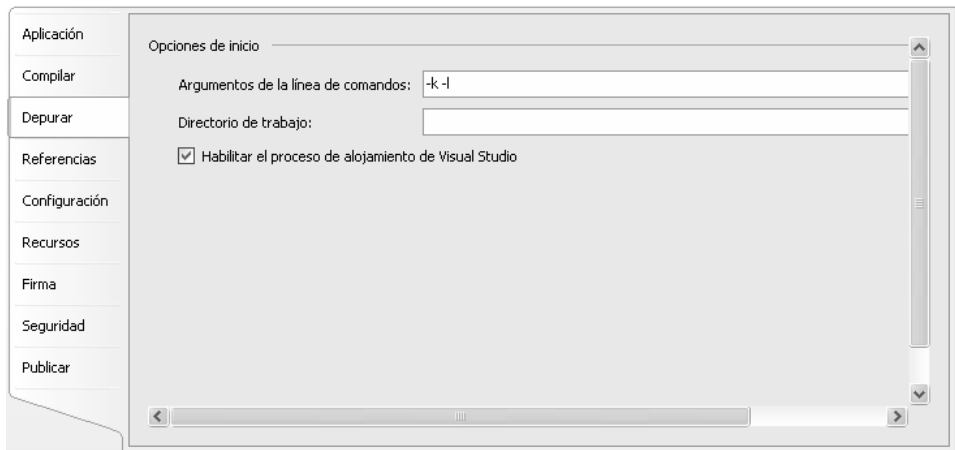 Aplicación
Compilar
Depurar
Referencias
Configuración
Recursos
Firma
Seguridad
Publicar
Opciones de inicio
Argumentos de la línea de comandos: -k -l
Directorio de trabajo:
Habilitar el proceso de alojamiento de Visual Studio